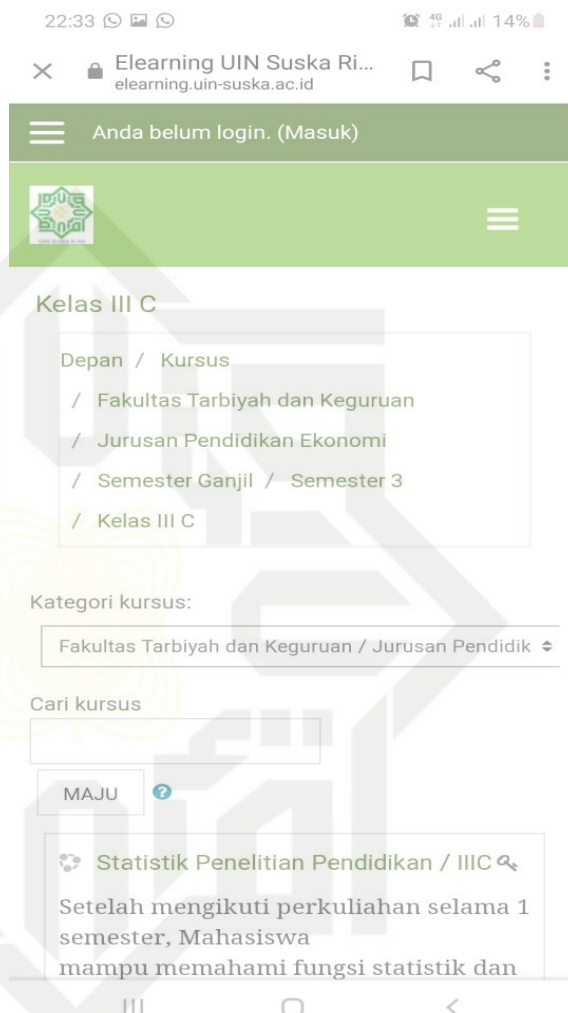 22:33
4G
14%
Elearning UIN Suska Ri...
elearning.uin-suska.ac.id
Anda belum login. (Masuk)
Kelas III C
Depan / Kursus
/ Fakultas Tarbiyah dan Keguruan
/ Jurusan Pendidikan Ekonomi
/ Semester Ganjil / Semester 3
/ Kelas III C
Kategori kursus:
Fakultas Tarbiyah dan Keguruan / Jurusan Pendidik
Cari kursus
MAJU
Statistik Penelitian Pendidikan / IIIC
Setelah mengikuti perkuliahan selama 1
semester, Mahasiswa
mampu memahami fungsi statistik dan